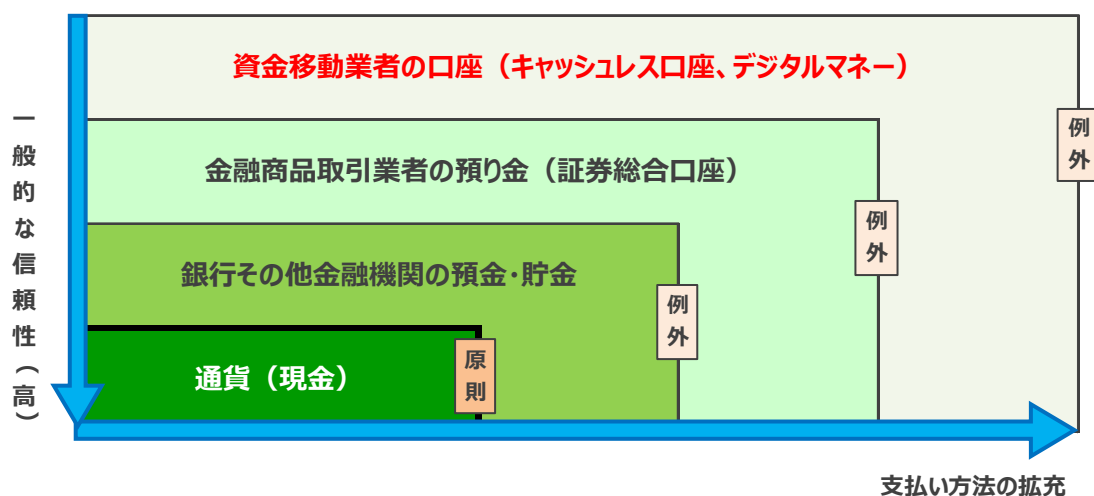 資金移動業者の口座（キャッシュレス口座、デジタルマネー）
例外
金融商品取引業者の預り金（証券総合口座）
例外
銀行その他金融機関の預金・貯金
例外
通貨（現金）
原則
一般的な信頼性（高）
支払い方法の拡充